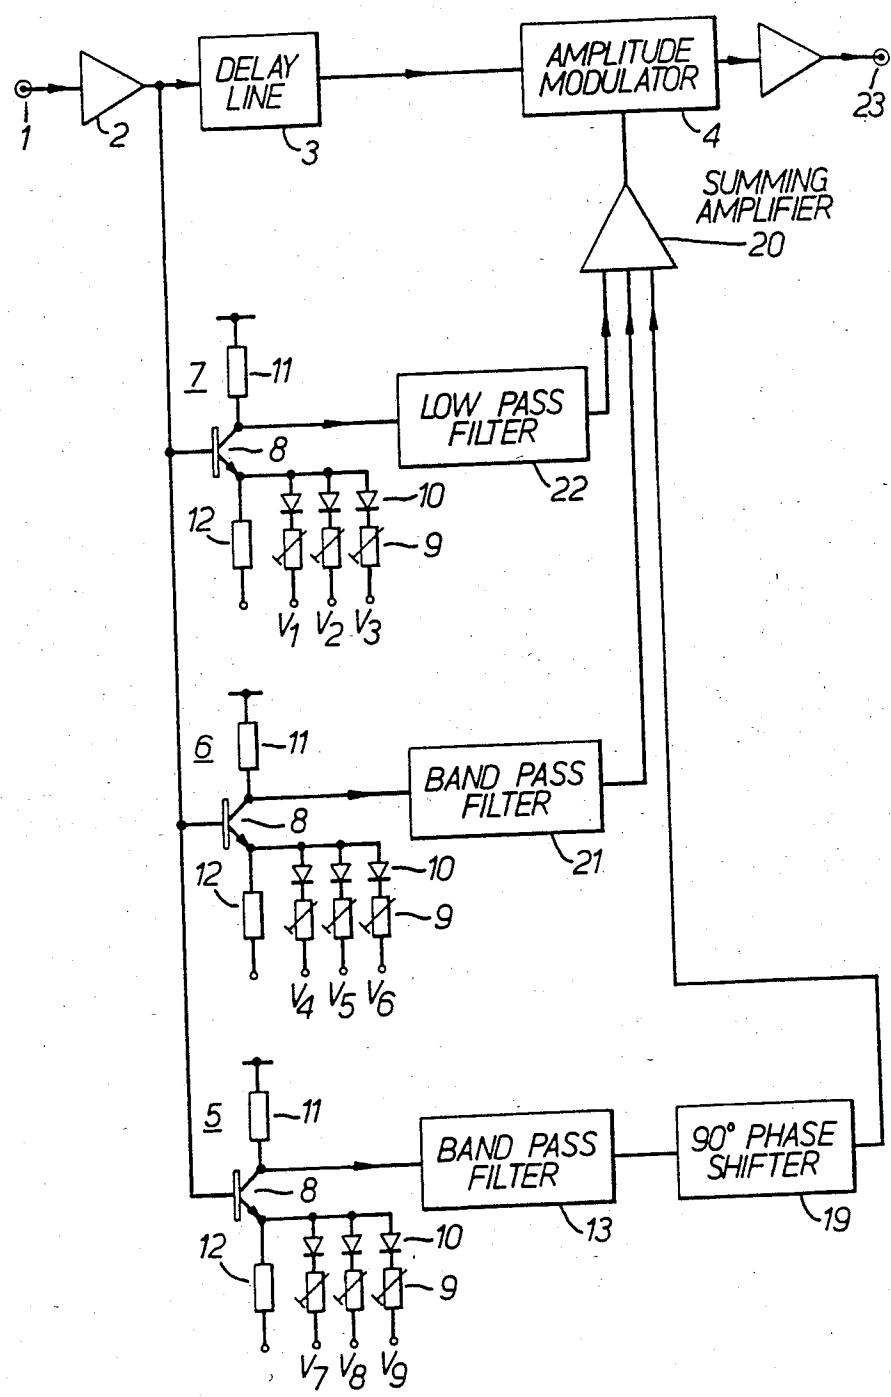 DELAY
LINE
AMPLITUDE
MODULATOR
1
2
3
4
23
SUMMING
AMPLIFIER
20
7
11
LOW PASS
FILTER
8
22
10
12
9
V1 V2 V3
6
11
BAND PASS
FILTER
8
21
10
12
9
V4 V5 V6
5
11
BAND PASS
FILTER
90° PHASE
SHIFTER
8
13
19
10
12
9
V7 V8 V9